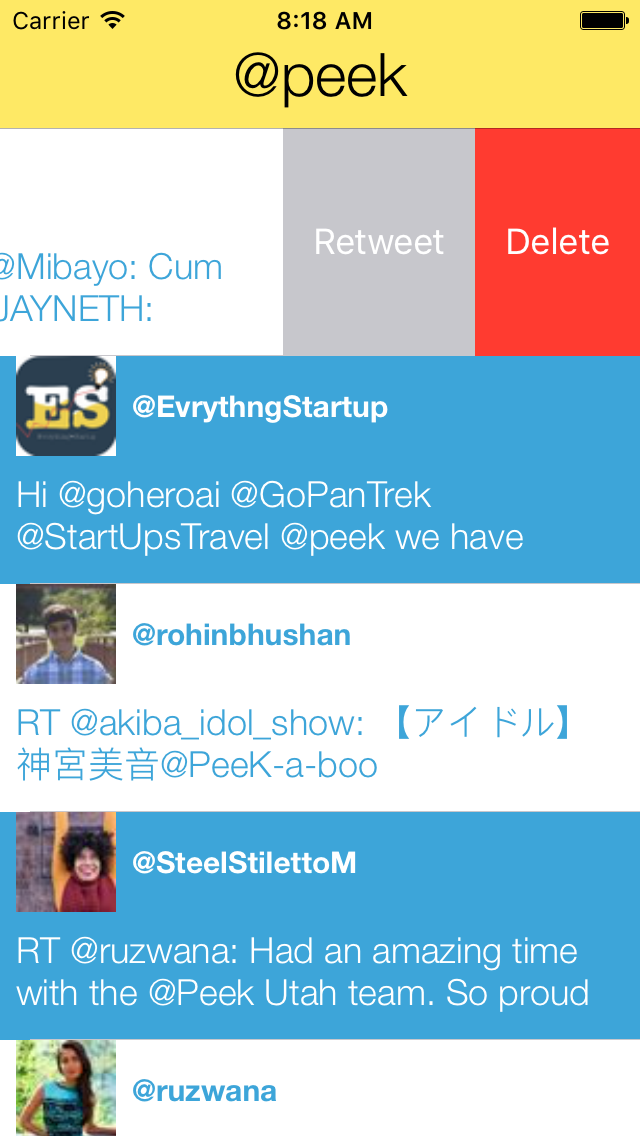 Carrier 8:18 AM
@peek
@Mibayo: Cum
JAYNETH:
Retweet
Delete
ES
@EvrythngStartup
Hi @goheroai @GoPanTrek
@StartUpsTravel @peek we have
@rohinbhushan
RT @akiba_idol_show: 【アイドル】
神宮美音@PeeK-a-boo
@SteelStilettoM
RT @ruzwana: Had an amazing time
with the @Peek Utah team. So proud
@ruzwana